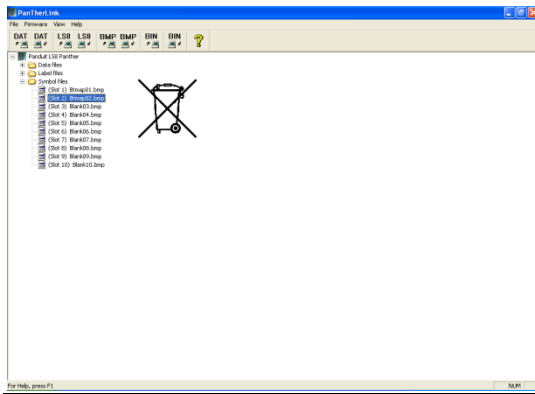 PanTherLink
File Firmware View Help
DAT DAT LS8 LS8 BMP BMP BIN BIN
Panduit LS8 Panther
Data files
Label files
Symbol files
(Slot 1) Btmap01.bmp
(Slot 2) Btmap02.bmp
(Slot 3) Blank03.bmp
(Slot 4) Blank04.bmp
(Slot 5) Blank05.bmp
(Slot 6) Blank06.bmp
(Slot 7) Blank07.bmp
(Slot 8) Blank08.bmp
(Slot 9) Blank09.bmp
(Slot 10) Blank10.bmp
For Help, press F1
NUM